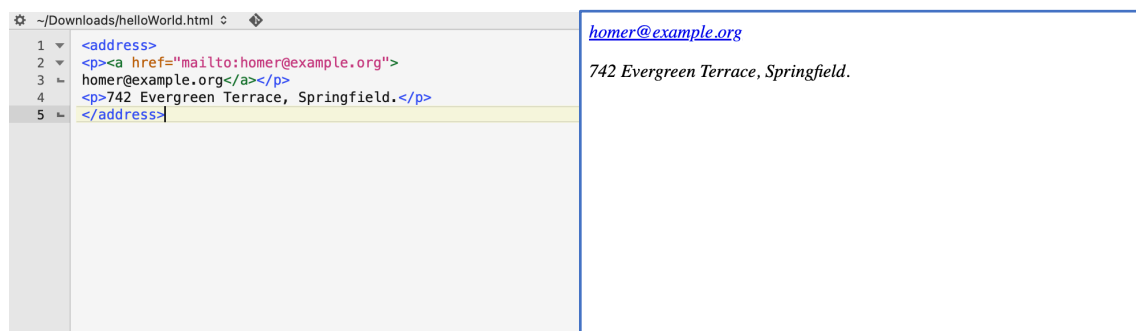 ~/Downloads/helloWorld.html
1 <address>
2 <p><a href="mailto:homer@example.org">
3 homer@example.org</a></p>
4 <p>742 Evergreen Terrace, Springfield.</p>
5 </address>
homer@example.org
742 Evergreen Terrace, Springfield.